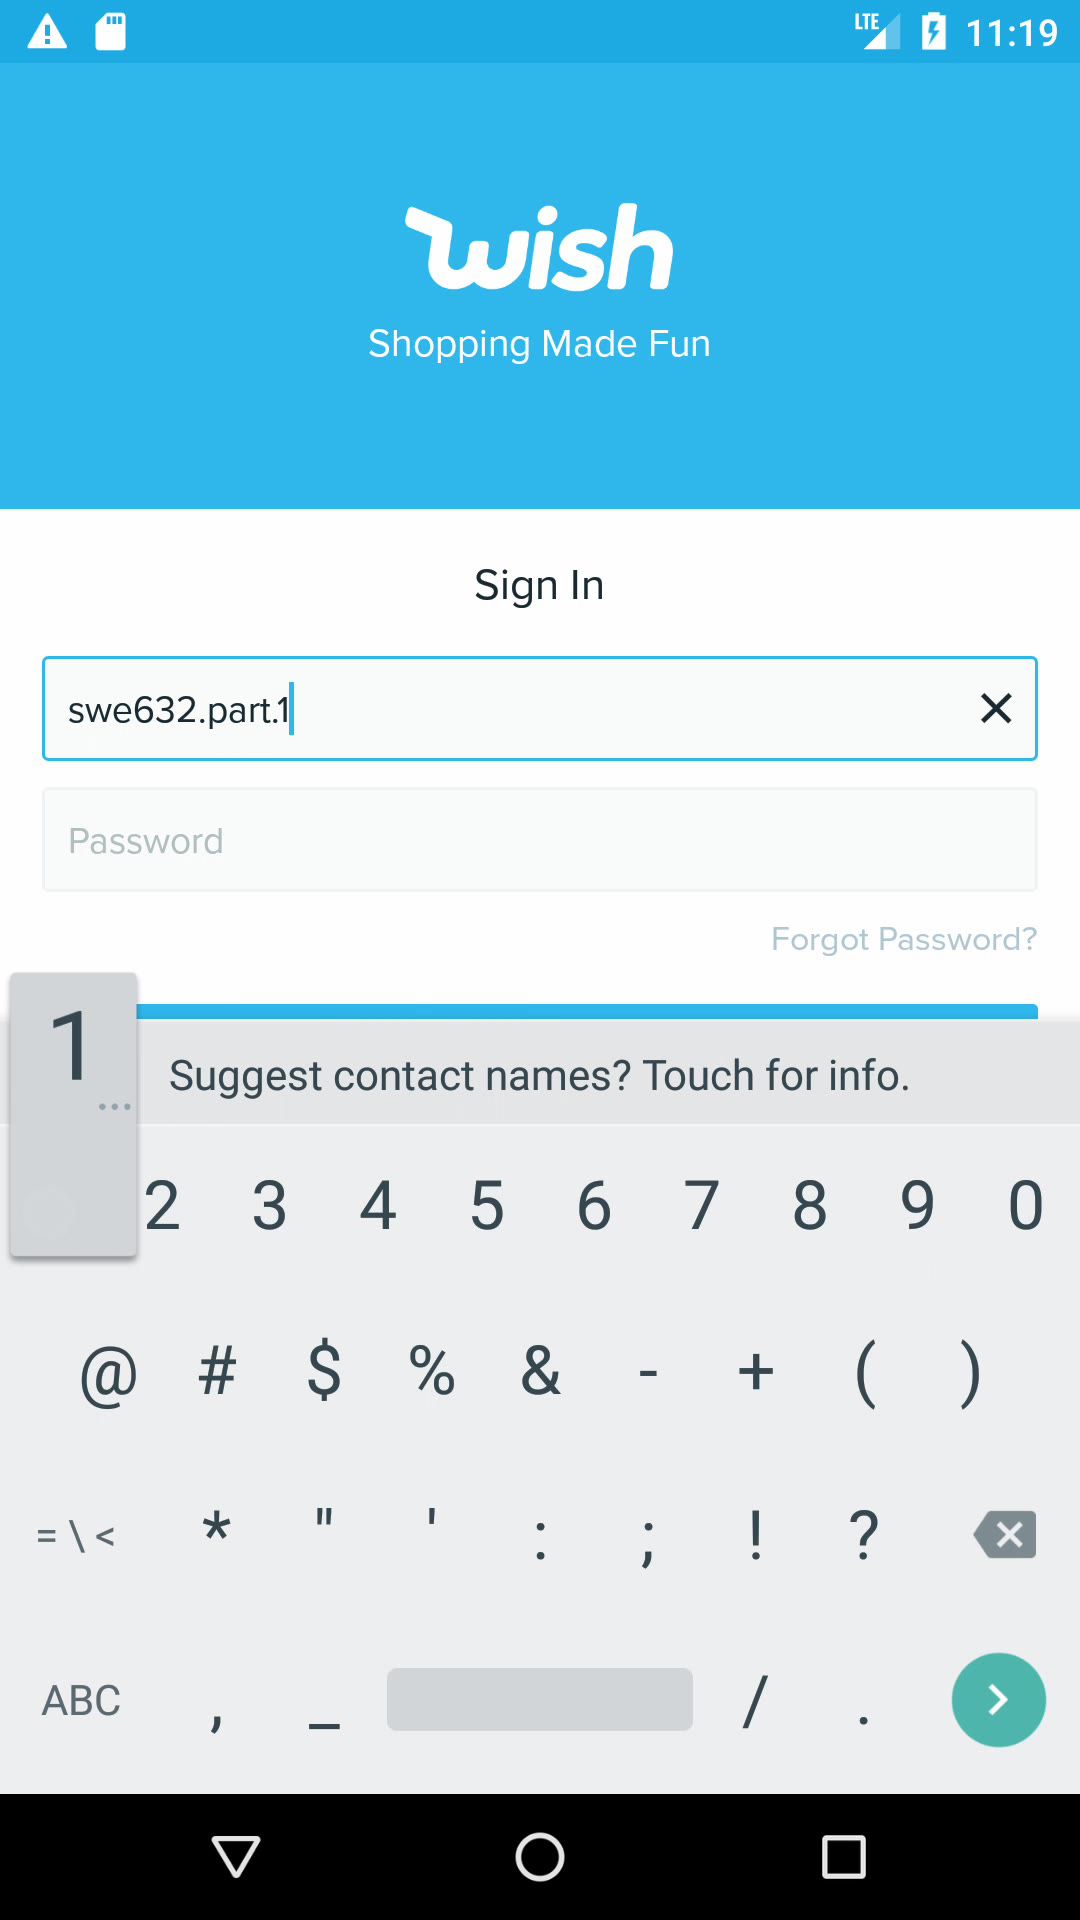 LTE 11:19
wish
Shopping Made Fun
Sign In
swe632.part.1
Password
Forgot Password?
1
...
Suggest contact names? Touch for info.
2 3 4 5 6 7 8 9 0
@ # $ % & - + ( )
= \ < * " ' : ; ! ?
ABC , _ / .